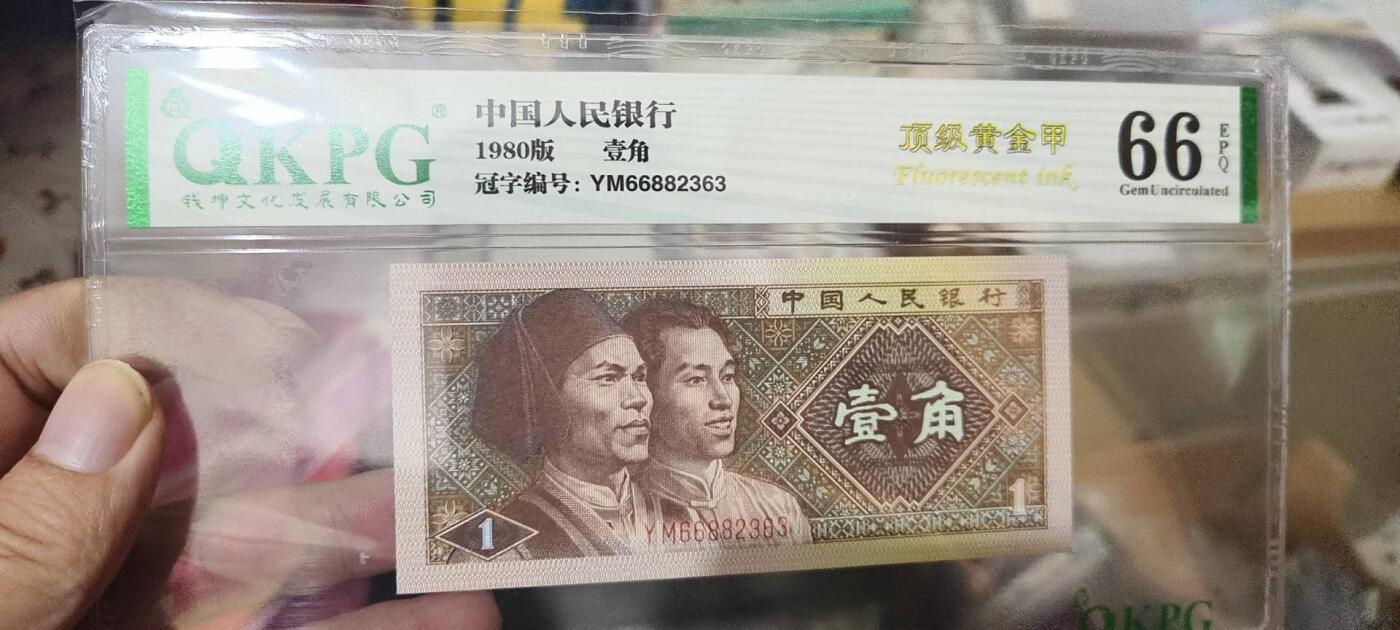 QKPG®
钱坤文化发展有限公司
中国人民银行
1980版 壹角
冠字编号: YM66882363
顶级黄金甲
Fluorescent ink
66
EPQ
Gem Uncirculated
中国人民银行
壹角
1
1
YM66882363
QKPG